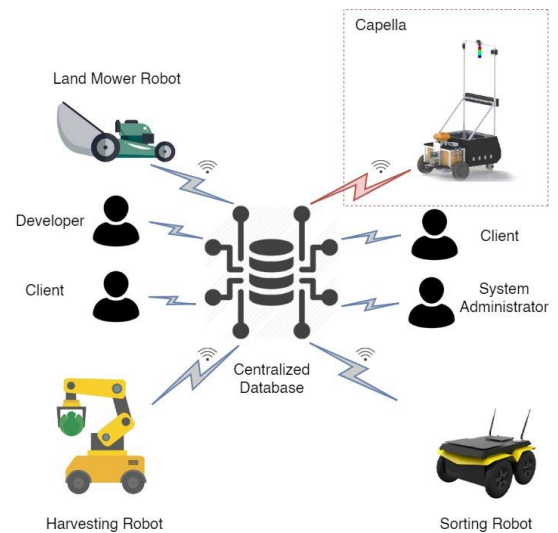 Capella
Land Mower Robot
Developer
Client
Client
System
Administrator
Centralized
Database
Harvesting Robot
Sorting Robot